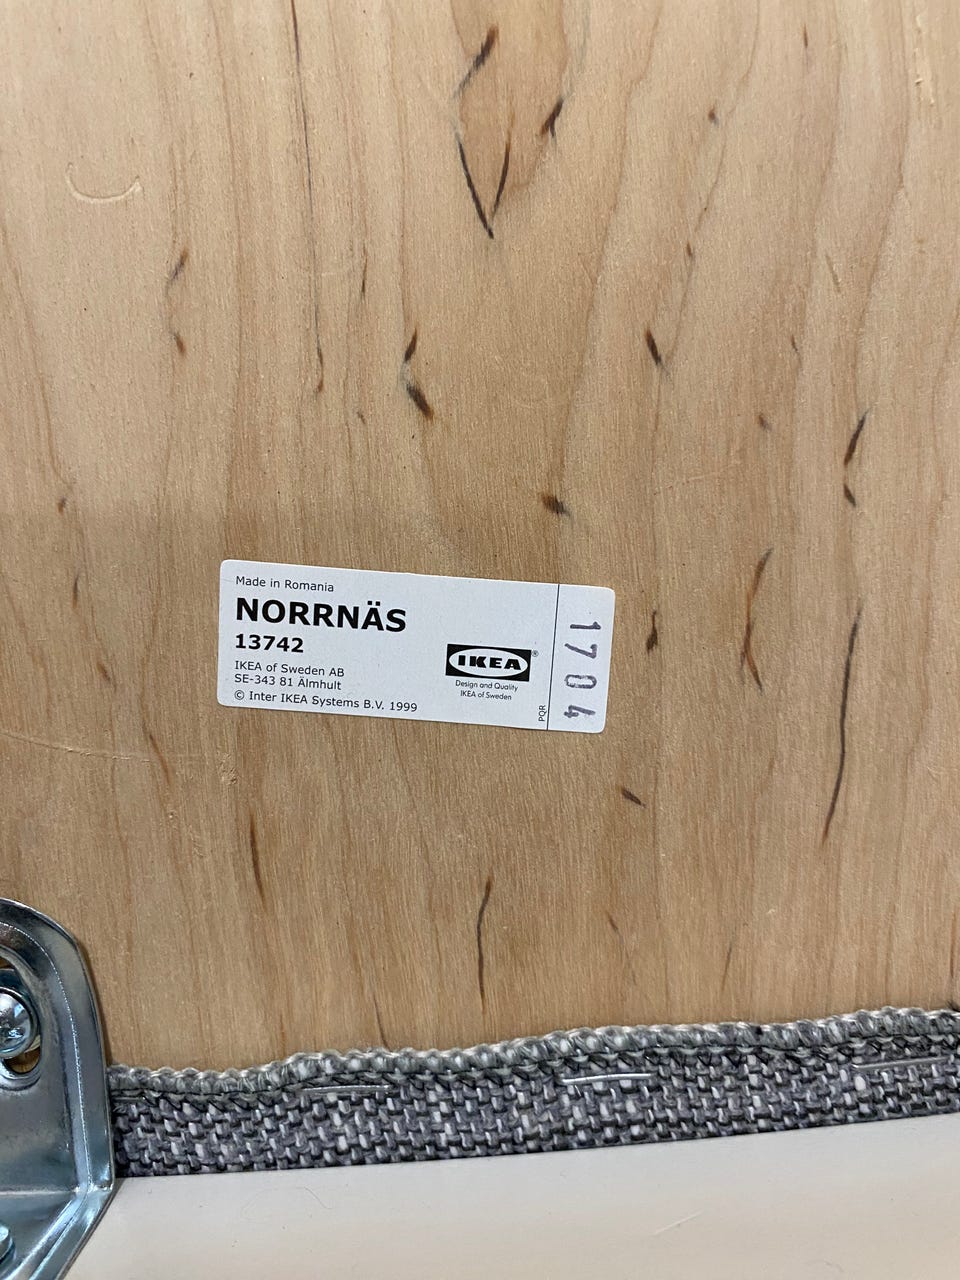 Made in Romania
NORRNÄS
13742
IKEA of Sweden AB
SE-343 81 Älmhult
© Inter IKEA Systems B.V. 1999
IKEA®
Design and Quality
IKEA of Sweden
PQR
1704